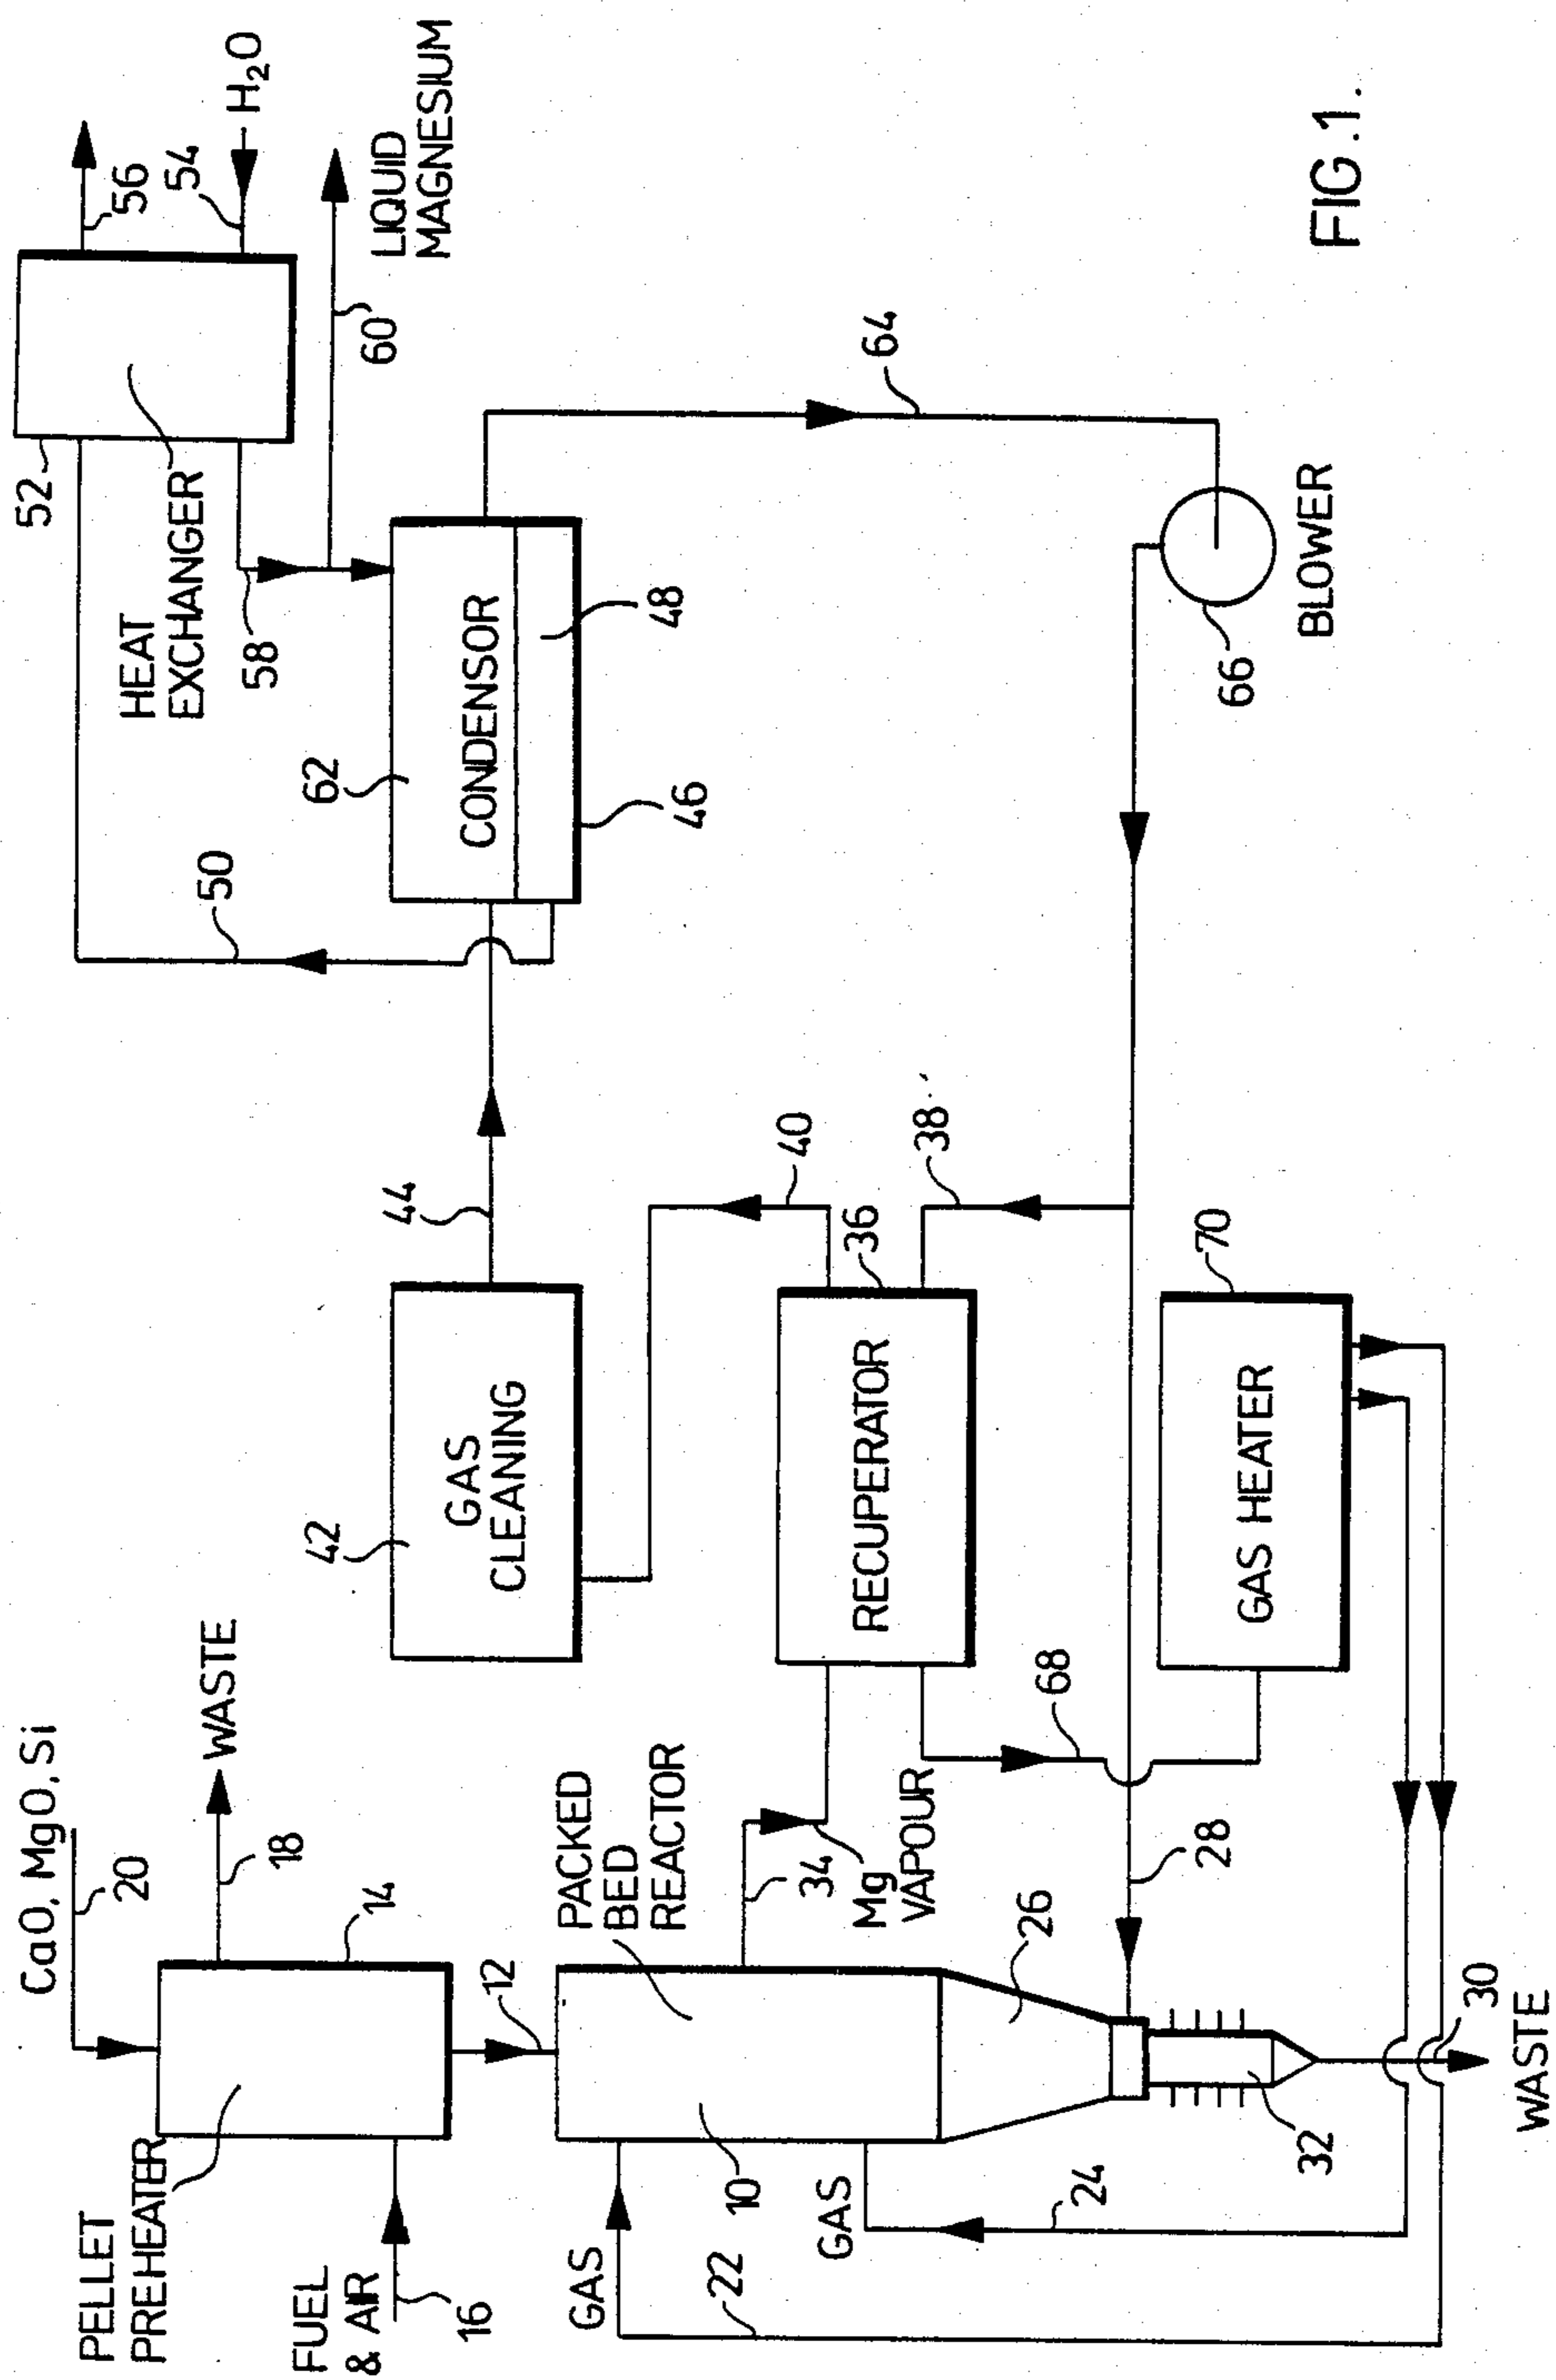 CaO, MgO, Si
20
WASTE
18
PELLET
PREHEATER
14
FUEL
& AIR
16
12
PACKED
BED
REACTOR
10
GAS
22
GAS
24
34
Mg
VAPOUR
26
28
32
30
WASTE
42
GAS
CLEANING
44
40
36
RECUPERATOR
38
68
70
GAS HEATER
50
52
HEAT
EXCHANGER
56
54
H₂O
58
60
LIQUID
MAGNESIUM
62
CONDENSOR
48
46
64
66
BLOWER
FIG.1.